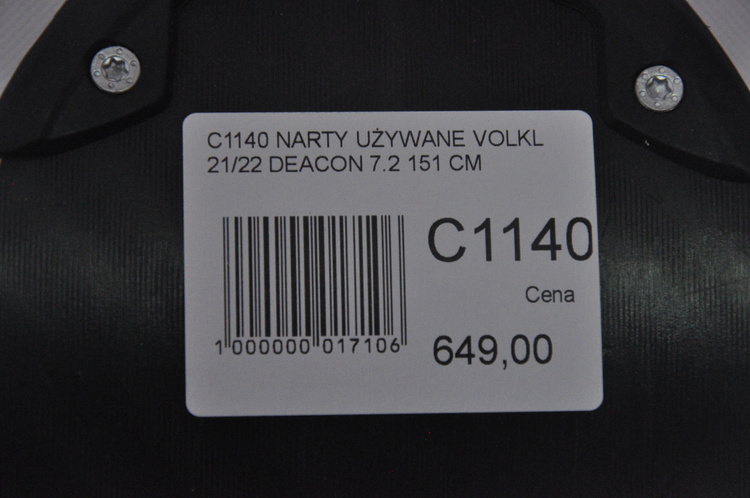 C1140 NARTY UŻYWANE VOLKL
21/22 DEACON 7.2 151 CM
C1140
Cena
1 000000 017106
649,00